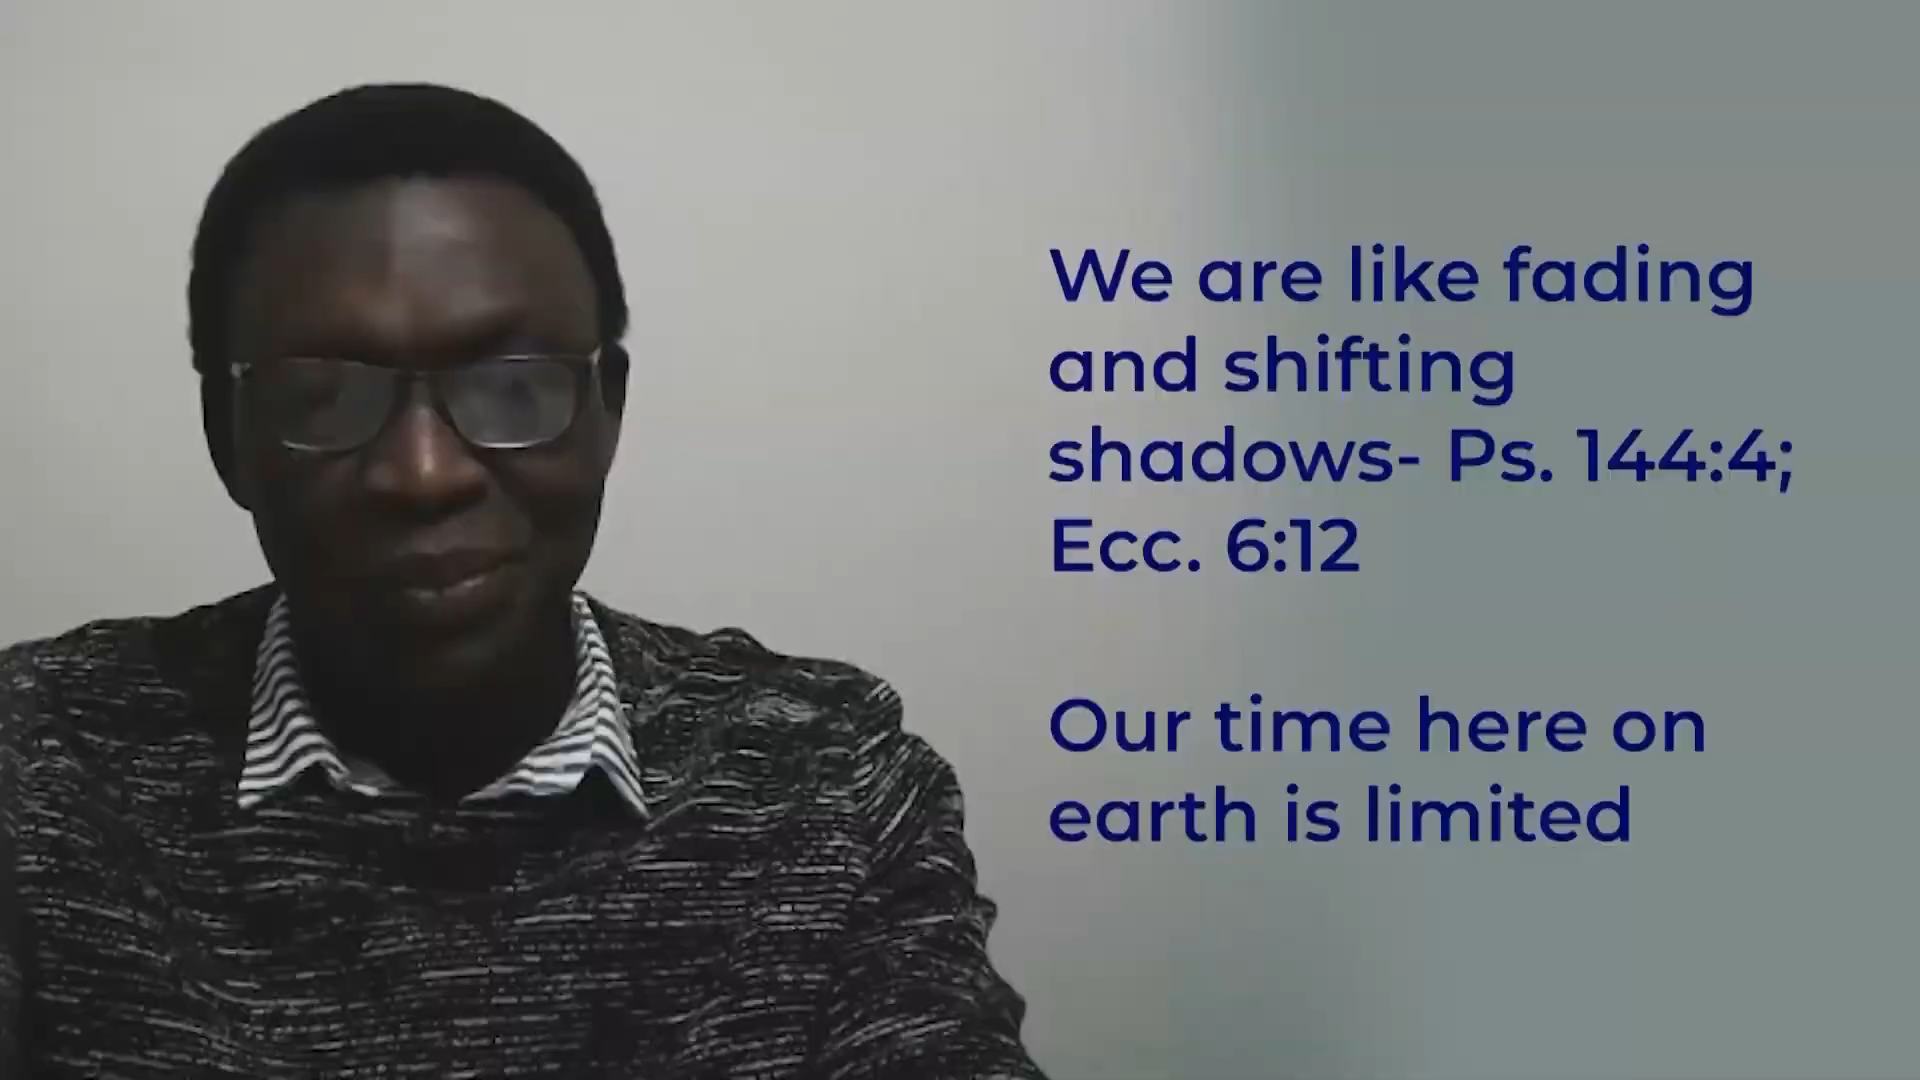 We are like fading
and shifting
shadows- Ps. 144:4;
Ecc. 6:12
Our time here on
earth is limited